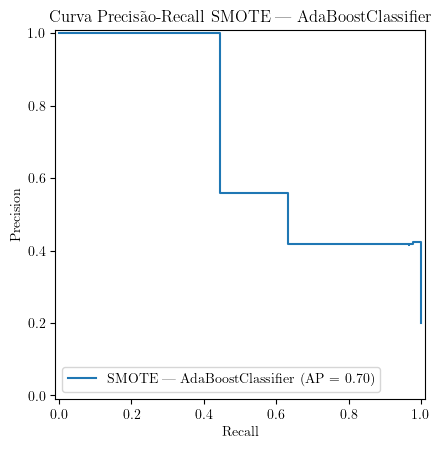 Curva Precisão-Recall SMOTE — AdaBoostClassifier
1.0
0.8
0.6
0.4
0.2
0.0
Precision
SMOTE — AdaBoostClassifier (AP = 0.70)
0.0 0.2 0.4 0.6 0.8 1.0
Recall